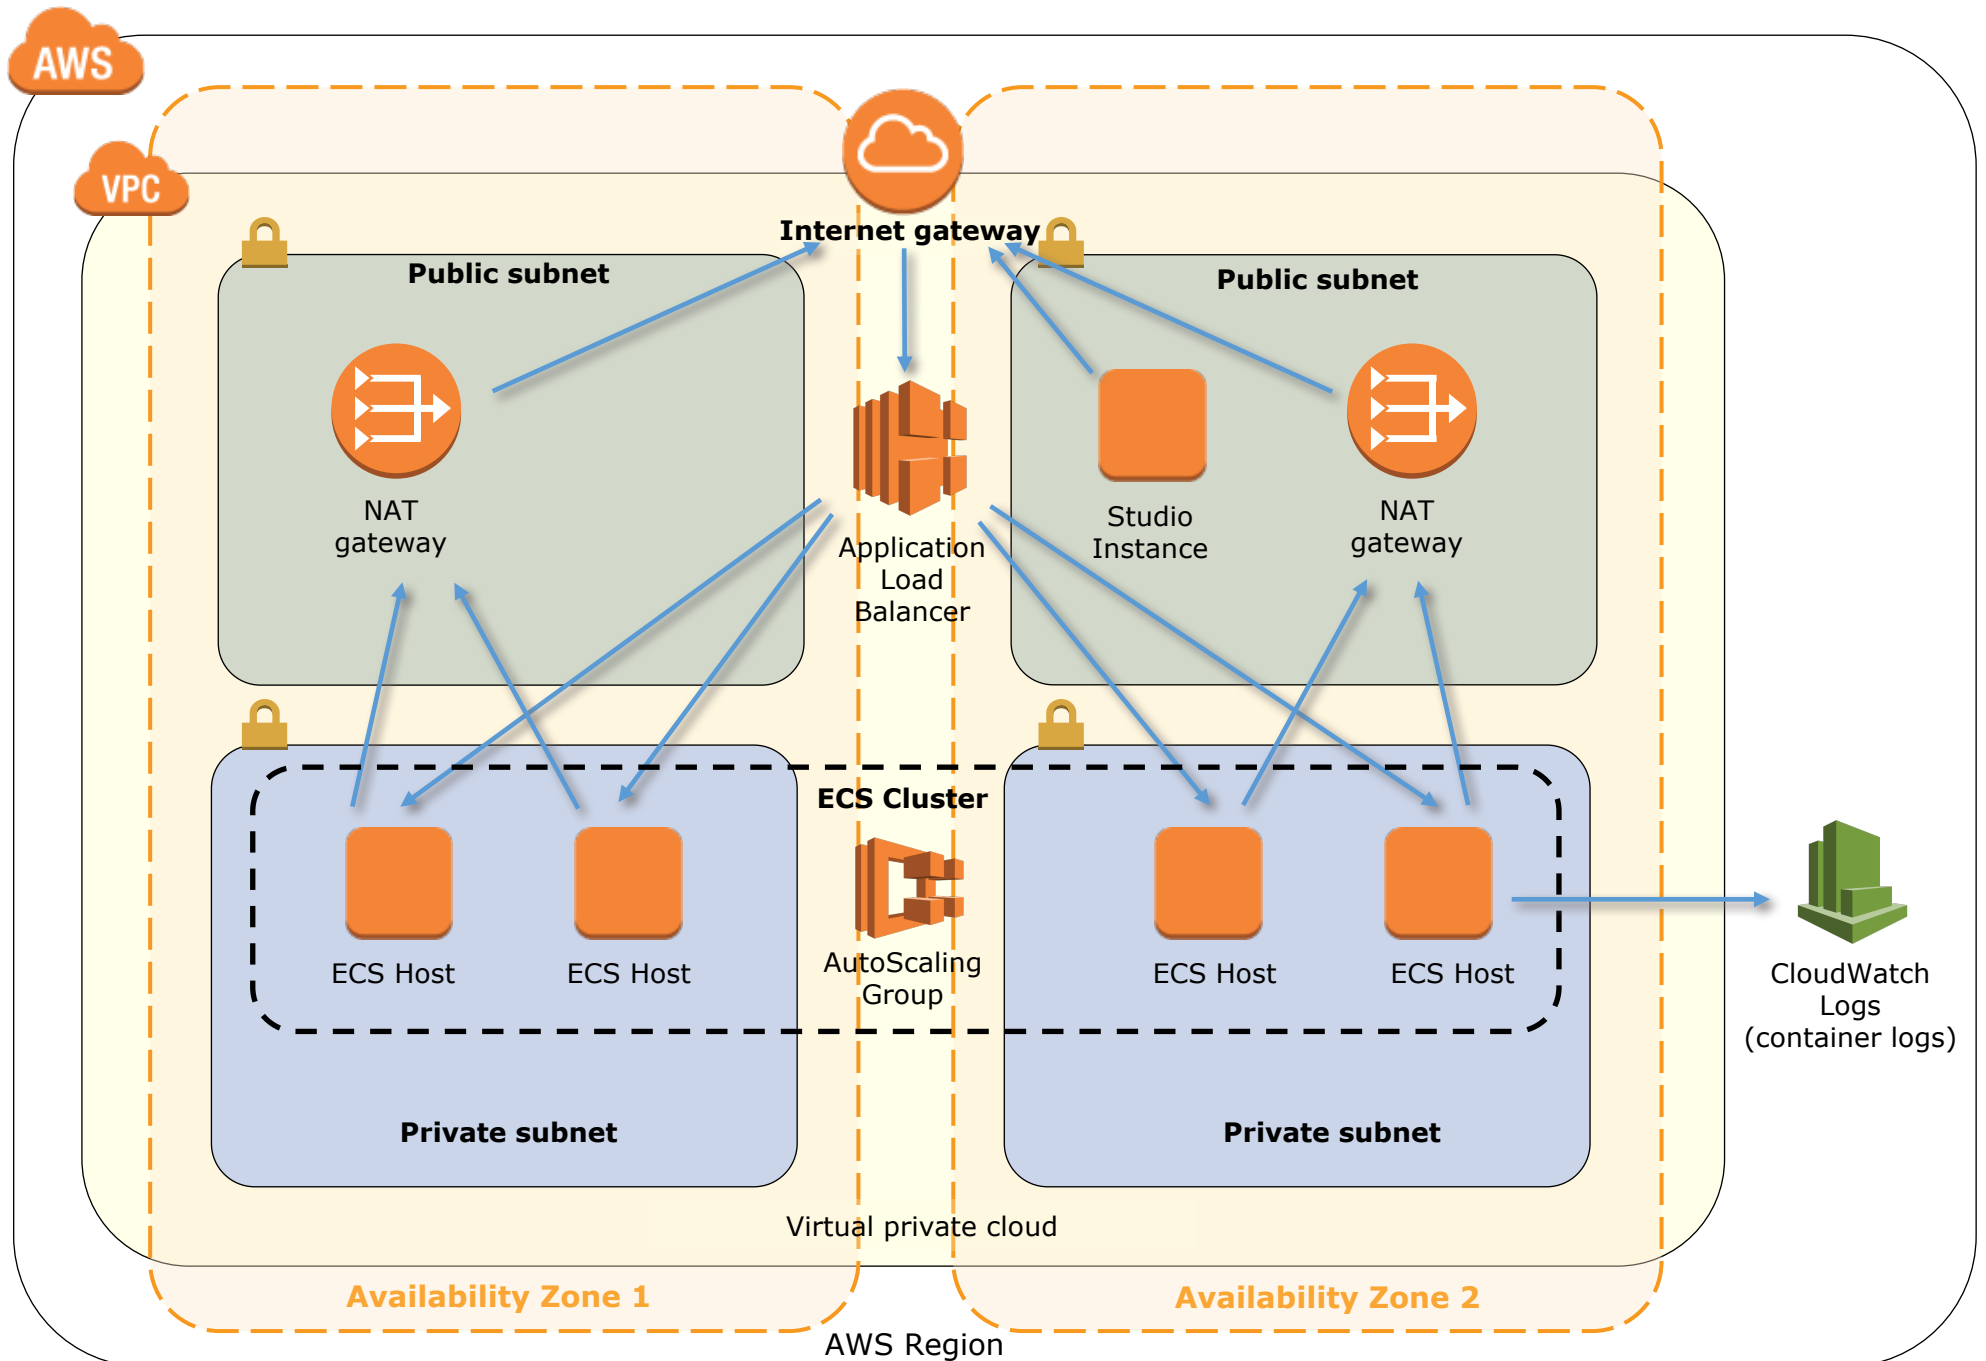 AWS
VPC
Internet gateway
Public subnet
Public subnet
NAT
gateway
Application
Load
Balancer
Studio
Instance
NAT
gateway
ECS Cluster
ECS Host
ECS Host
AutoScaling
Group
ECS Host
ECS Host
CloudWatch
Logs
(container logs)
Private subnet
Private subnet
Virtual private cloud
Availability Zone 1
Availability Zone 2
AWS Region